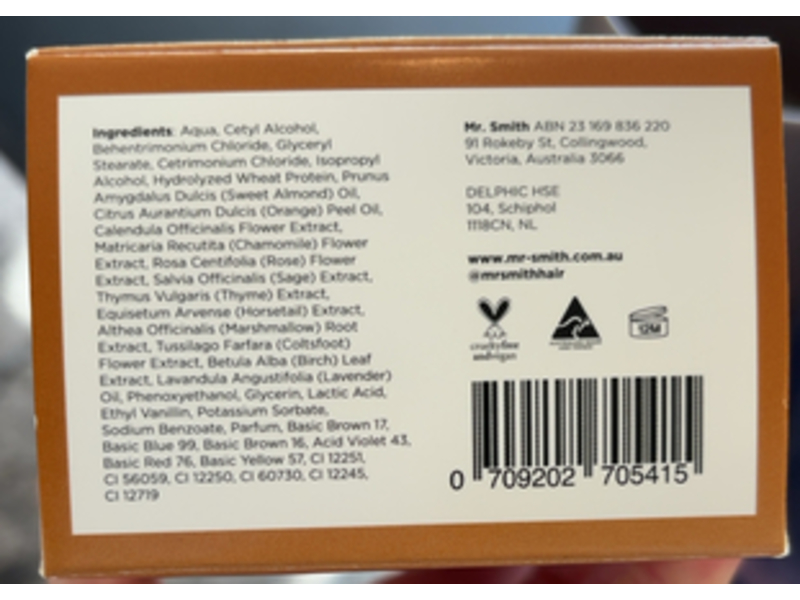 Ingredients: Aqua, Cetyl Alcohol,
Behentrimonium Chloride, Glyceryl
Stearate, Cetrimonium Chloride, Isopropyl
Alcohol, Hydrolyzed Wheat Protein, Prunus
Amygdalus Dulcis (Sweet Almond) Oil,
Citrus Aurantium Dulcis (Orange) Peel Oil,
Calendula Officinalis Flower Extract,
Matricaria Recutita (Chamomile) Flower
Extract, Rosa Centifolia (Rose) Flower
Extract, Salvia Officinalis (Sage) Extract,
Thymus Vulgaris (Thyme) Extract,
Equisetum Arvense (Horsetail) Extract,
Althea Officinalis (Marshmallow) Root
Extract, Tussilago Farfara (Coltsfoot)
Flower Extract, Betula Alba (Birch) Leaf
Extract, Lavandula Angustifolia (Lavender)
Oil, Phenoxyethanol, Glycerin, Lactic Acid,
Ethyl Vanillin, Potassium Sorbate,
Sodium Benzoate, Parfum, Basic Brown 17,
Basic Blue 99, Basic Brown 16, Acid Violet 43,
Basic Red 76, Basic Yellow 57, CI 12251,
CI 56059, CI 12250, CI 60730, CI 12245,
CI 12719
Mr. Smith ABN 23 169 836 220
91 Rokeby St, Collingwood,
Victoria, Australia 3066
DELPHIC HSE
104, Schiphol
1118CN, NL
www.mr-smith.com.au
@mrsmithhair
crueltyfree
andvegan
12M
0 709202 705415